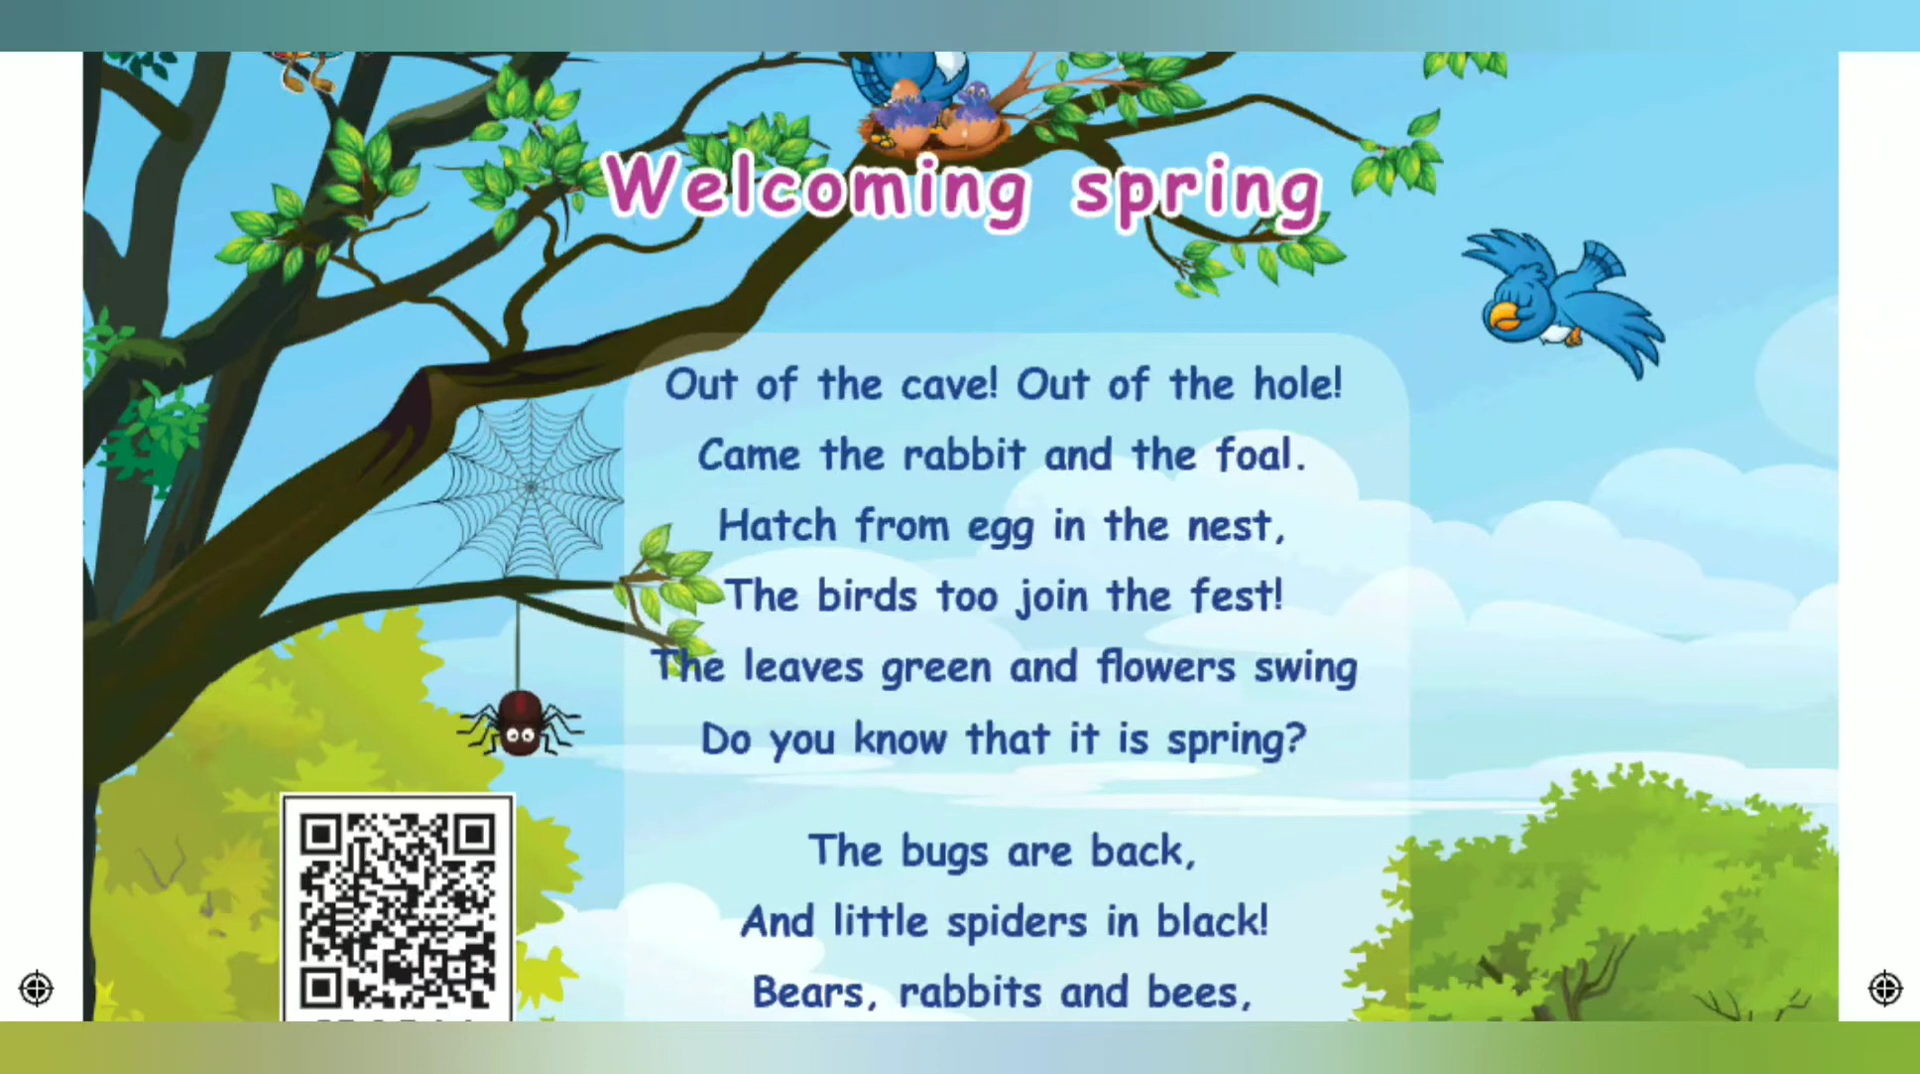 Welcoming spring
Out of the cave! Out of the hole!
Came the rabbit and the foal.
Hatch from egg in the nest,
The birds too join the fest!
The leaves green and flowers swing
Do you know that it is spring?
The bugs are back,
And little spiders in black!
Bears, rabbits and bees,